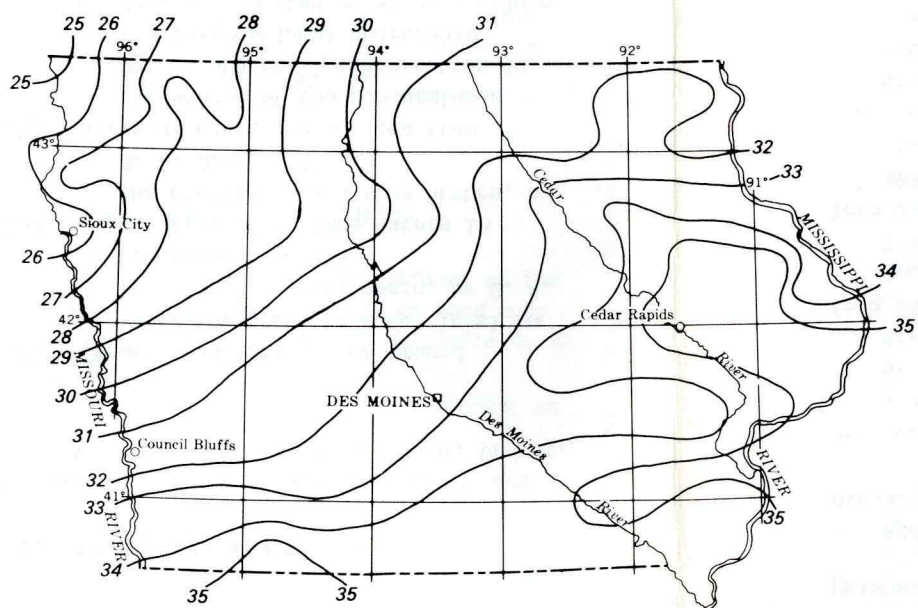 25
26
27
28
29
30
31
96°
95°
94°
93°
92°
25
43°
32
33
91°
Cedar
Sioux City
MISSISSIPPI
26
27
34
Cedar Rapids
42°
28
35
29
River
MISSOURI
30
DES MOINES
Des Moines
31
Council Bluffs
RIVER
32
41°
33
River
35
RIVER
34
35
35